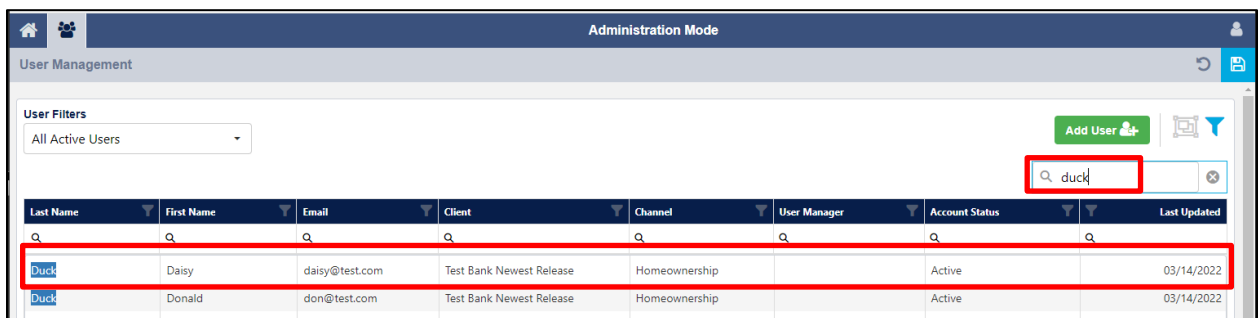 Administration Mode
User Management
User Filters
All Active Users
Add User
duck
Last Name First Name Email Client Channel User Manager Account Status Last Updated
Duck Daisy daisy@test.com Test Bank Newest Release Homeownership Active 03/14/2022
Duck Donald don@test.com Test Bank Newest Release Homeownership Active 03/14/2022